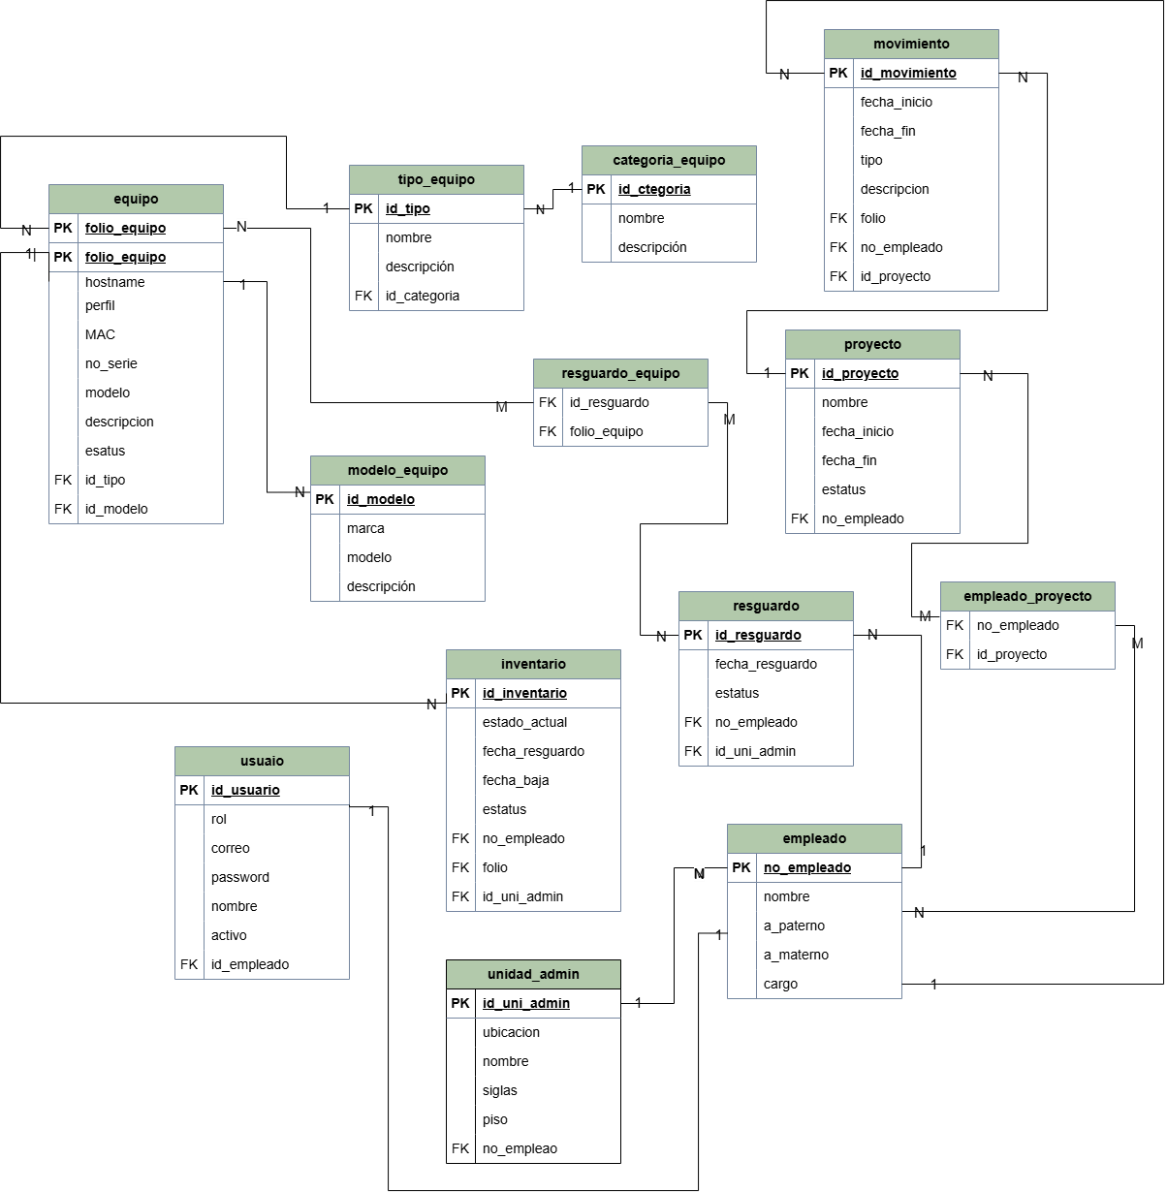 movimiento
N
PK id_movimiento
N
fecha_inicio
fecha_fin
tipo
descripcion
FK folio
FK no_empleado
FK id_proyecto
categoria_equipo
1
PK id_ctegoria
nombre
descripción
tipo_equipo
1
PK id_tipo
N
nombre
descripción
FK id_categoria
equipo
N
PK folio_equipo
N
1
PK folio_equipo
hostname
1
perfil
MAC
no_serie
modelo
descripcion
esatus
FK id_tipo
FK id_modelo
proyecto
1
PK id_proyecto
N
nombre
fecha_inicio
fecha_fin
estatus
FK no_empleado
resguardo_equipo
M
FK id_resguardo
M
FK folio_equipo
modelo_equipo
N
PK id_modelo
marca
modelo
descripción
empleado_proyecto
M
FK no_empleado
M
FK id_proyecto
resguardo
N
PK id_resguardo
N
fecha_resguardo
estatus
FK no_empleado
FK id_uni_admin
inventario
PK id_inventario
N
estado_actual
fecha_resguardo
fecha_baja
estatus
FK no_empleado
FK folio
FK id_uni_admin
usuaio
PK id_usuario
1
rol
correo
password
nombre
activo
FK id_empleado
empleado
1
N
PK no_empleado
nombre
N
a_paterno
1
a_materno
cargo
1
unidad_admin
PK id_uni_admin
1
ubicacion
nombre
siglas
piso
FK no_empleao